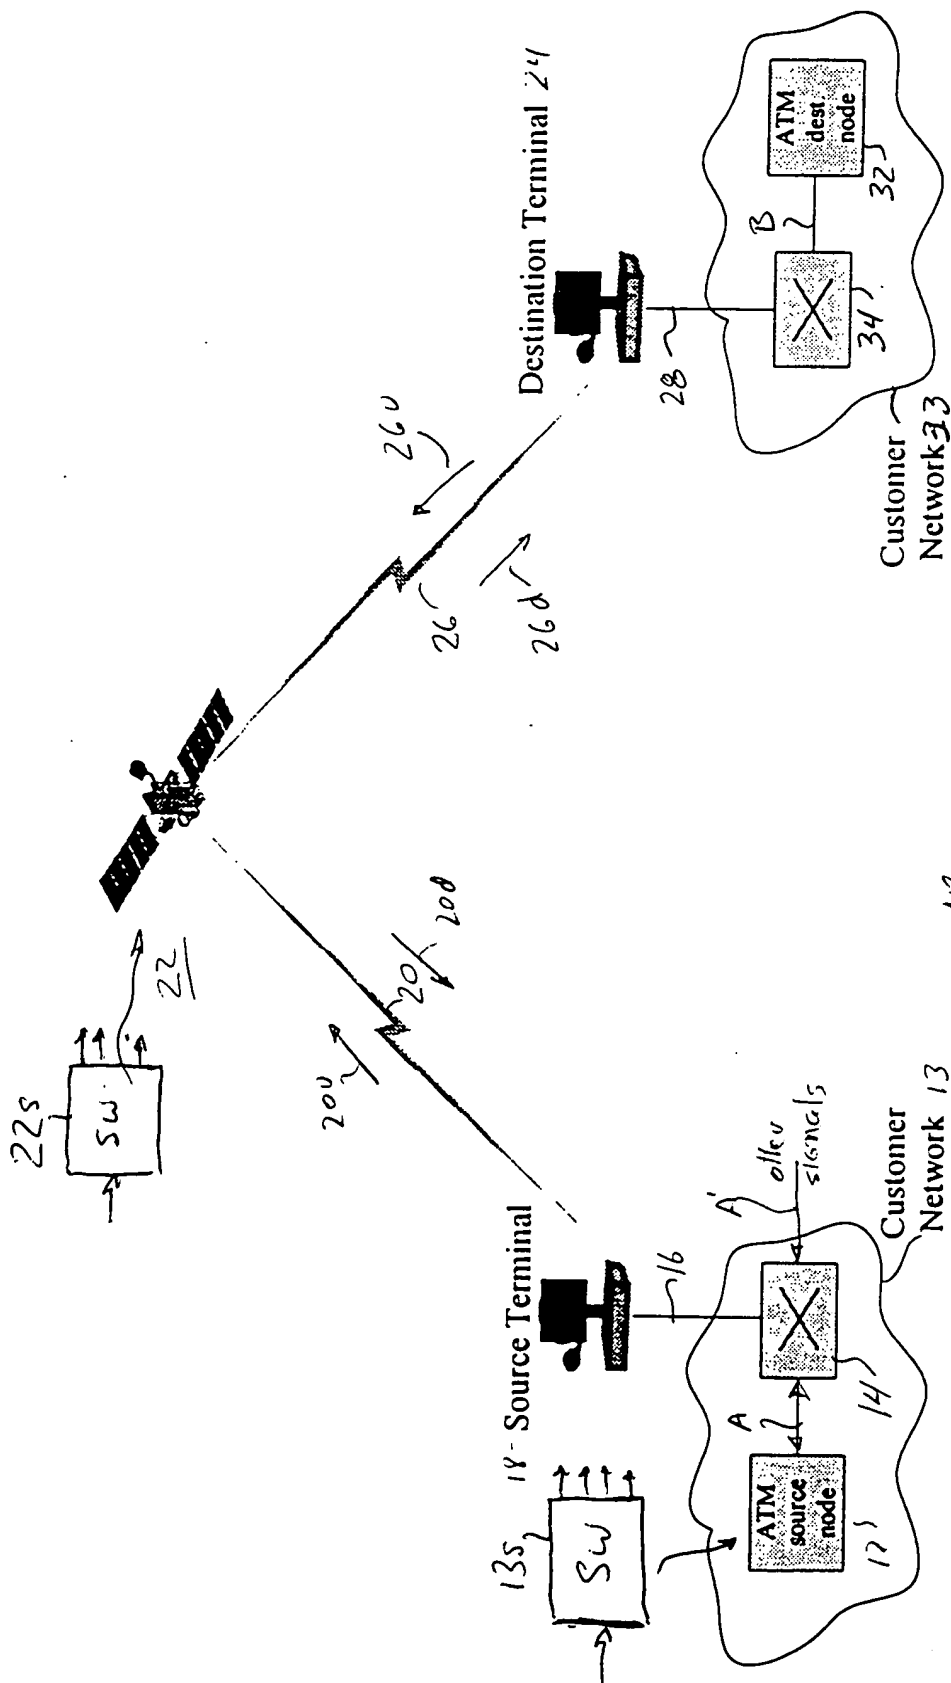 22s
SW
22
20U
20
20d
26U
26
26d
13s
SW
18 - Source Terminal
Destination Terminal 24
16
28
A
A'
other
signals
ATM
source
node
12
14
Customer
Network 13
B
ATM
dest.
node
32
34
Customer
Network 33